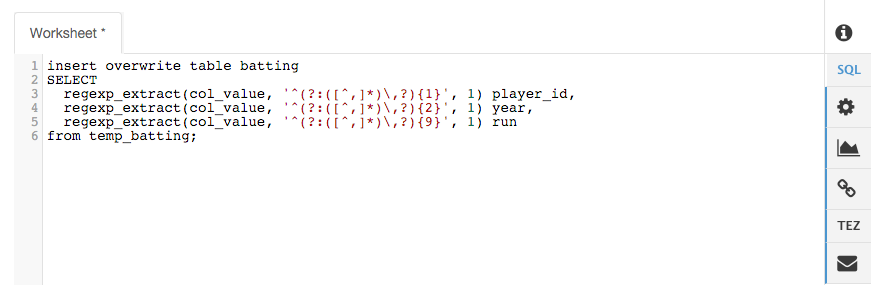 Worksheet *
SQL
1 insert overwrite table batting
2 SELECT
3   regexp_extract(col_value, '^(?:([^,]*)\,?){1}', 1) player_id,
4   regexp_extract(col_value, '^(?:([^,]*)\,?){2}', 1) year,
5   regexp_extract(col_value, '^(?:([^,]*)\,?){9}', 1) run
6 from temp_batting;
TEZ